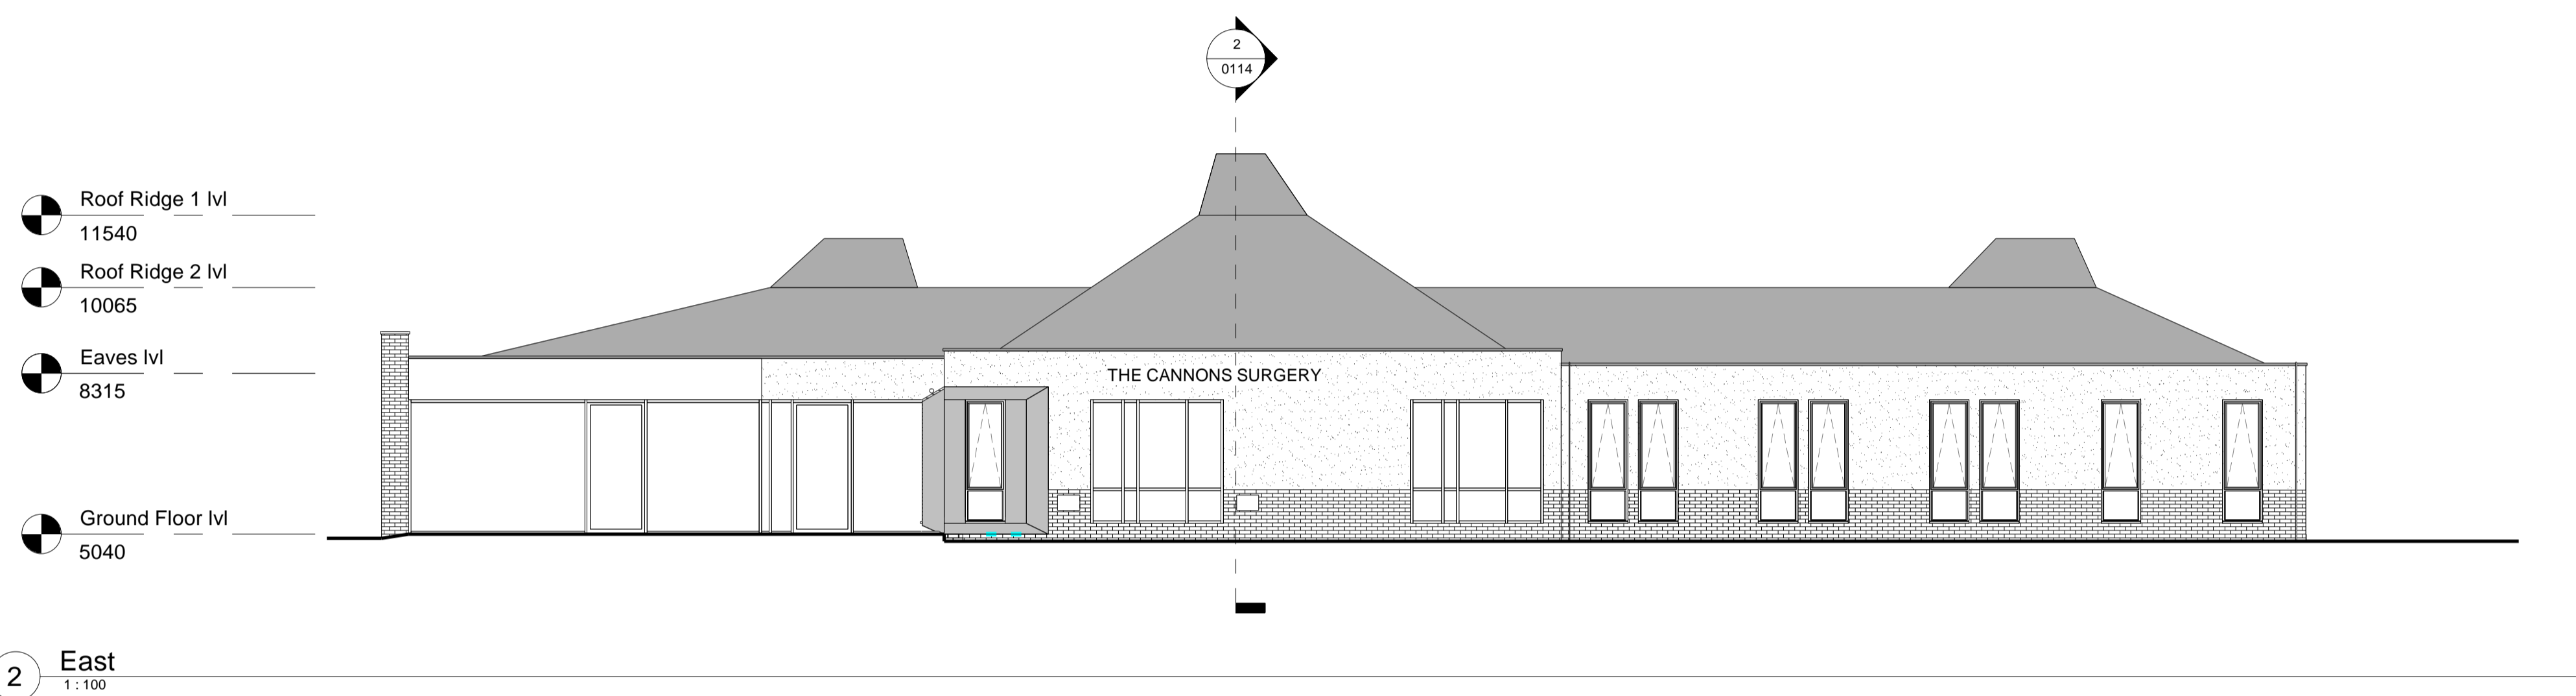 2
0114
Roof Ridge 1 lvl
11540
Roof Ridge 2 lvl
10065
Eaves lvl
8315
THE CANNONS SURGERY
Ground Floor lvl
5040
2
East
1 : 100